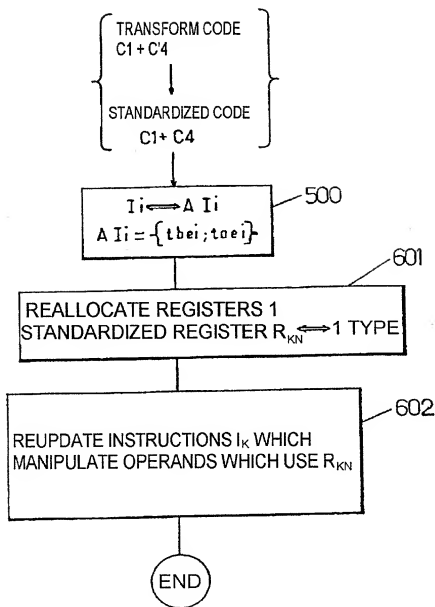 TRANSFORM CODE
C1 + C'4
STANDARDIZED CODE
C1 + C4
Ii ⟺ A Ii
A Ii = {tbei ; taei}
500
601
REALLOCATE REGISTERS 1
STANDARDIZED REGISTER RKN ⟺ 1 TYPE
602
REUPDATE INSTRUCTIONS IK WHICH
MANIPULATE OPERANDS WHICH USE RKN
END